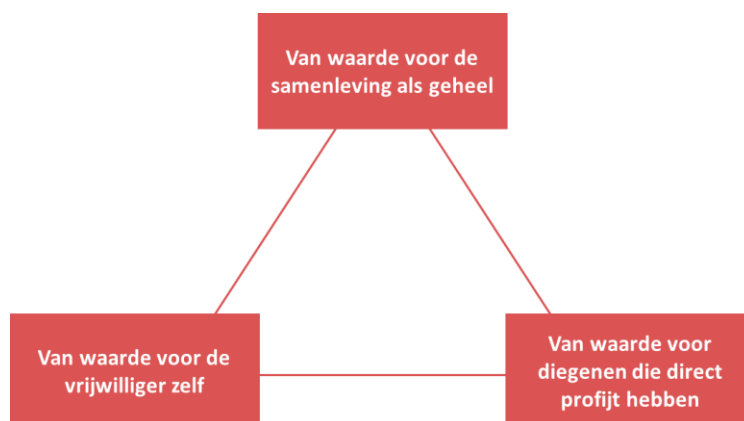 Van waarde voor de
samenleving als geheel
Van waarde voor de
vrijwilliger zelf
Van waarde voor
diegenen die direct
profijt hebben